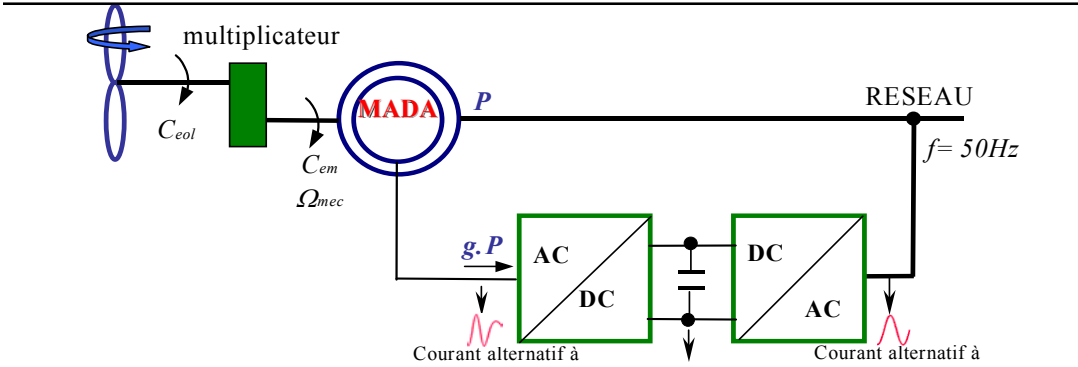 multiplicateur
MADA
P
RESEAU
Ceol
Cem
Ωmec
f= 50Hz
g.P
AC
DC
DC
AC
Courant alternatif à
Courant alternatif à